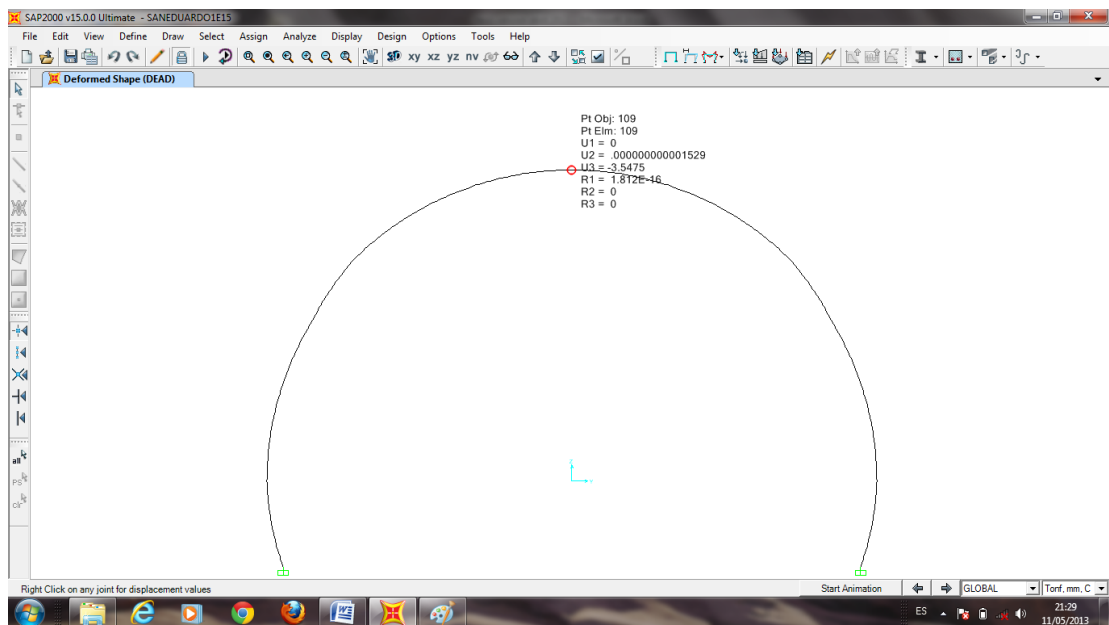 SAP2000 v15.0.0 Ultimate - SANEDUARDO1E15
File Edit View Define Draw Select Assign Analyze Display Design Options Tools Help
xy xz yz nv
Deformed Shape (DEAD)
Pt Obj: 109
Pt Elm: 109
U1 = 0
U2 = .000000000001529
U3 = -3.5475
R1 = 1.812E-16
R2 = 0
R3 = 0
all
PS
clr
Right Click on any joint for displacement values
Start Animation
GLOBAL
Tonf, mm, C
ES
21:29
11/05/2013